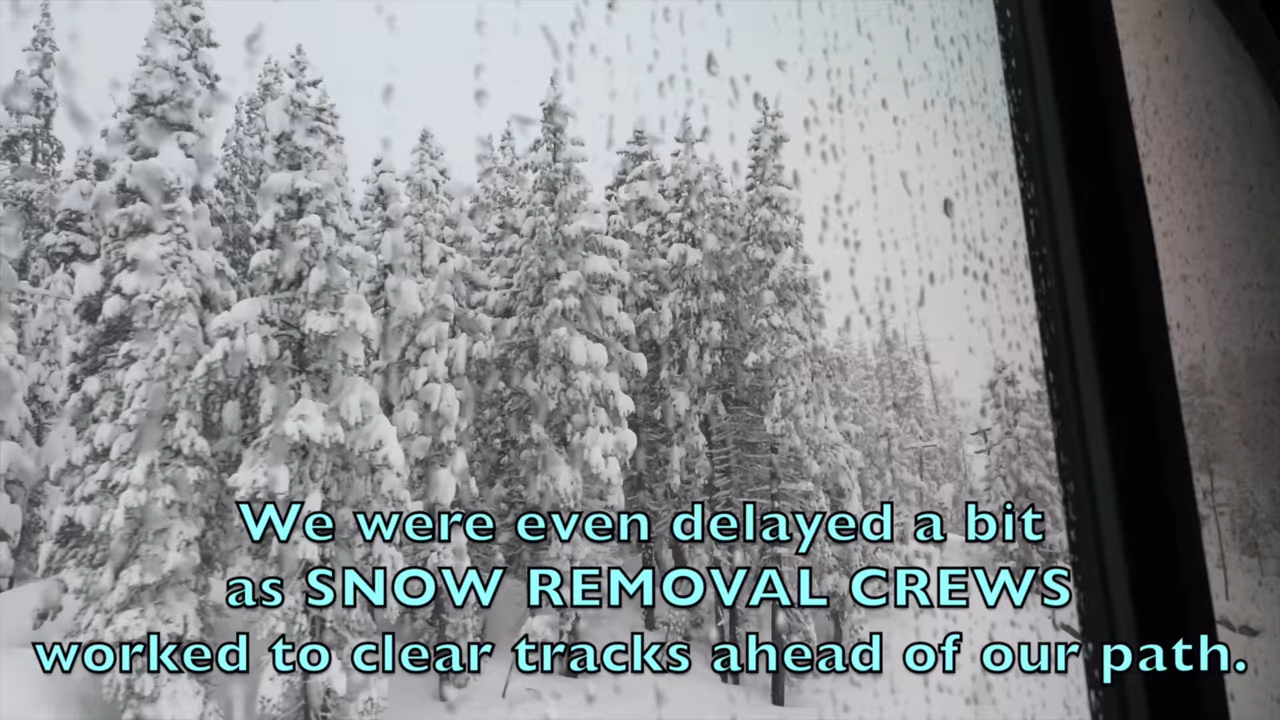 We were even delayed a bit
as SNOW REMOVAL CREWS
worked to clear tracks ahead of our path.